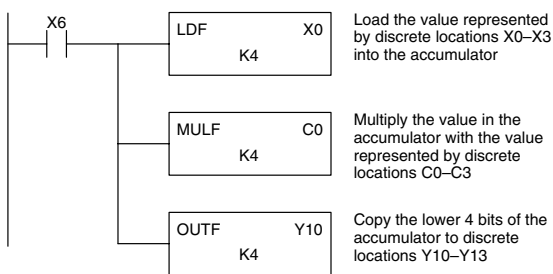 X6
LDF X0
K4
Load the value represented
by discrete locations X0–X3
into the accumulator
MULF C0
K4
Multiply the value in the
accumulator with the value
represented by discrete
locations C0–C3
OUTF Y10
K4
Copy the lower 4 bits of the
accumulator to discrete
locations Y10–Y13